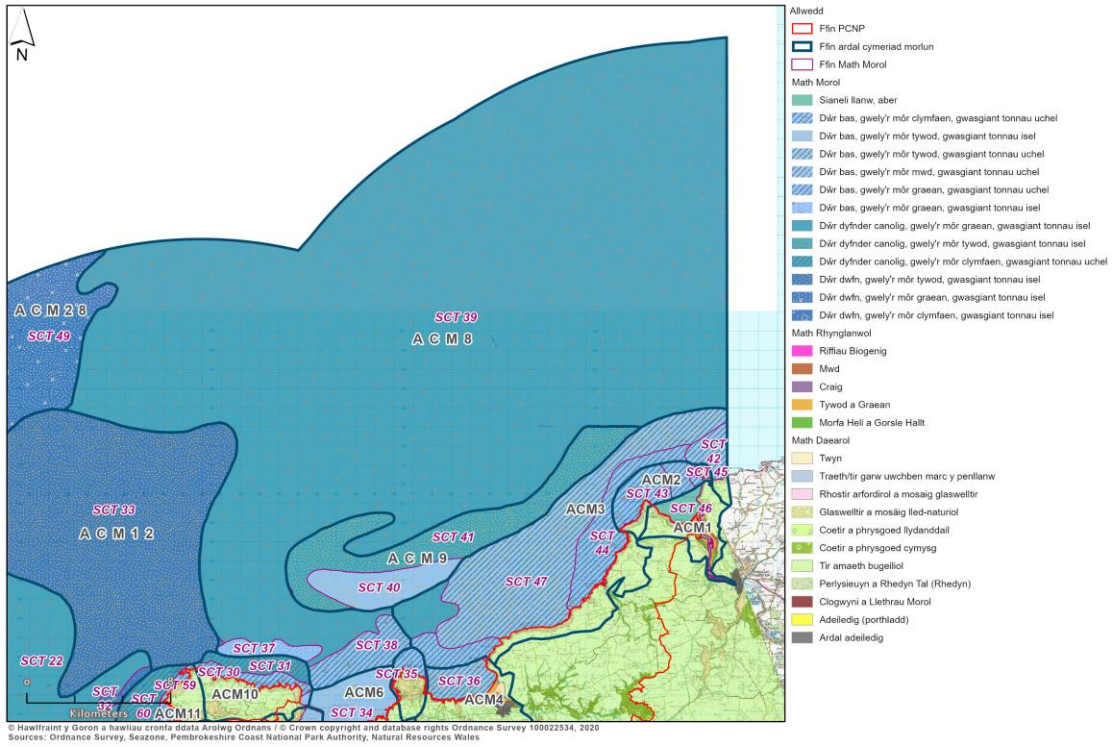 N
ACM28
SCT 49
SCT 39
ACM8
SCT 33
ACM12
SCT 42
SCT 45
ACM2
SCT 43
SCT 46
ACM1
ACM3
SCT 44
SCT 41
ACM9
SCT 40
SCT 47
SCT 37
SCT 38
SCT 22
SCT 30
SCT 31
SCT 35
SCT 36
SCT 59
SCT 32
SCT 60
ACM10
ACM6
ACM4
SCT 34
ACM11
0
Kilometers
Allwedd
Ffin PCNP
Ffin ardal cymeriad morlun
Ffin Math Morol
Math Morol
Sianeli llanw, aber
Dŵr bas, gwely'r môr clymfaen, gwasgiant tonnau uchel
Dŵr bas, gwely'r môr tywod, gwasgiant tonnau isel
Dŵr bas, gwely'r môr tywod, gwasgiant tonnau uchel
Dŵr bas, gwely'r môr mwd, gwasgiant tonnau uchel
Dŵr bas, gwely'r môr graean, gwasgiant tonnau uchel
Dŵr bas, gwely'r môr graean, gwasgiant tonnau isel
Dŵr dyfnder canolig, gwely'r môr graean, gwasgiant tonnau isel
Dŵr dyfnder canolig, gwely'r môr tywod, gwasgiant tonnau isel
Dŵr dyfnder canolig, gwely'r môr clymfaen, gwasgiant tonnau uchel
Dŵr dwfn, gwely'r môr tywod, gwasgiant tonnau isel
Dŵr dwfn, gwely'r môr graean, gwasgiant tonnau isel
Dŵr dwfn, gwely'r môr clymfaen, gwasgiant tonnau isel
Math Rhynglanwol
Riffiau Biogenig
Mwd
Craig
Tywod a Graean
Morfa Heli a Gorsle Hallt
Math Daearol
Twyn
Traeth/tir garw uwchben marc y penllanw
Rhostir arfordirol a mosaig glaswelltir
Glaswelltir a mosäig lled-naturiol
Coetir a phrysgoed llydanddail
Coetir a phrysgoed cymysg
Tir amaeth bugeiliol
Perlysieuyn a Rhedyn Tal (Rhedyn)
Clogwyni a Llethrau Morol
Adeiledig (porthladd)
Ardal adeiledig
© Hawlfraint y Goron a hawliau cronfa ddata Arolwg Ordnans / © Crown copyright and database rights Ordnance Survey 100022534, 2020
Sources: Ordnance Survey, Seazone, Pembrokeshire Coast National Park Authority, Natural Resources Wales